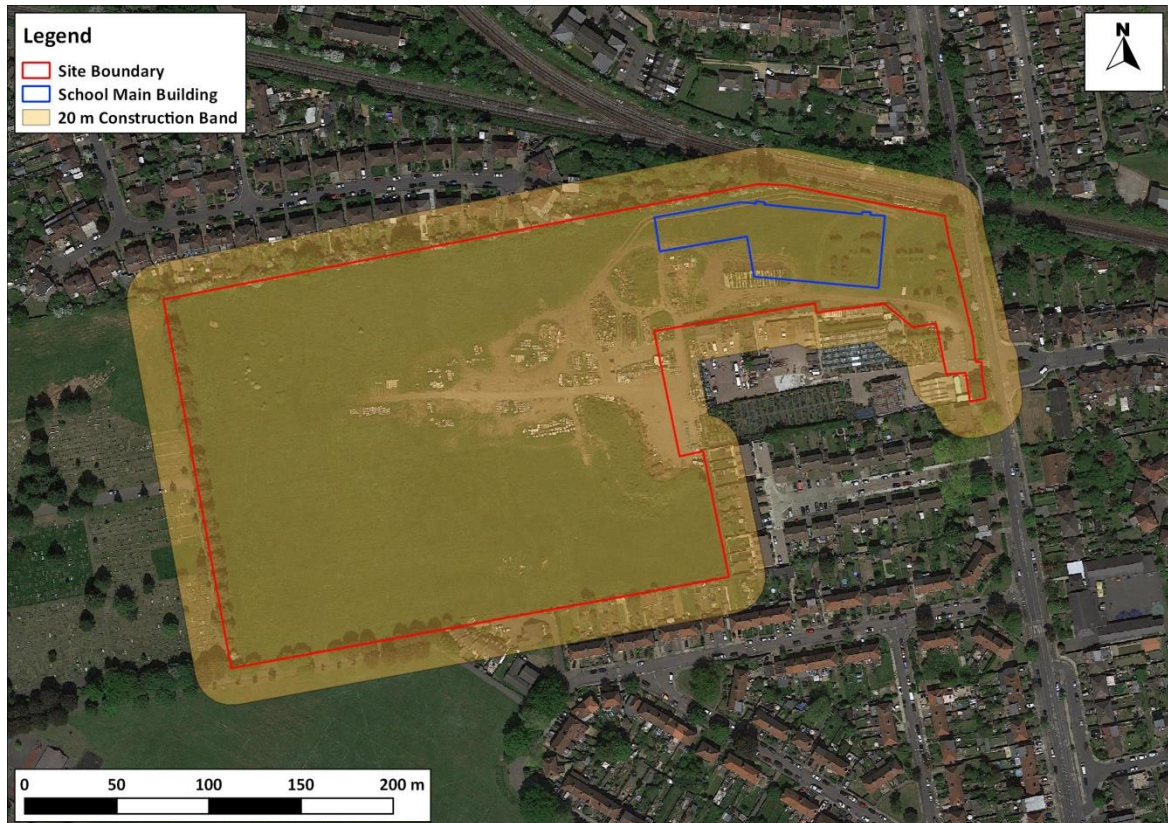 Legend
Site Boundary
School Main Building
20 m Construction Band
N
0 50 100 150 200 m